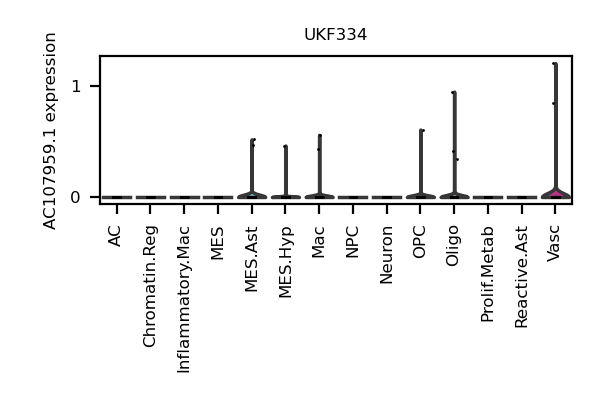 UKF334
AC107959.1 expression
1
0
AC
Chromatin.Reg
Inflammatory.Mac
MES
MES.Ast
MES.Hyp
Mac
NPC
Neuron
OPC
Oligo
Prolif.Metab
Reactive.Ast
Vasc